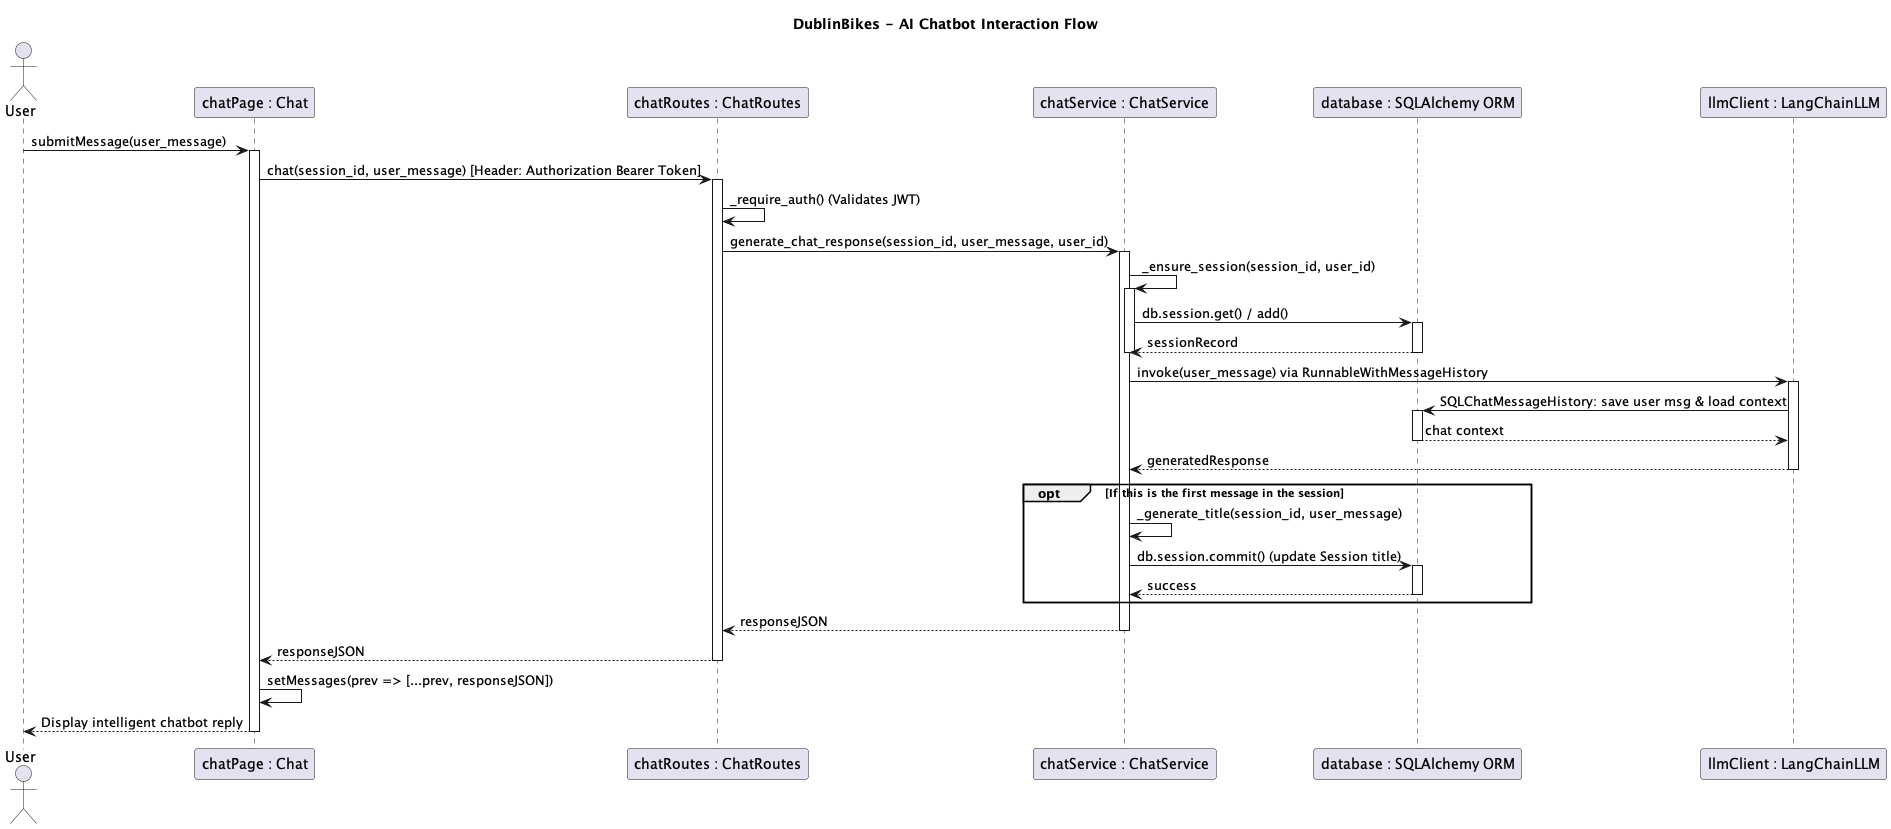 DublinBikes - AI Chatbot Interaction Flow
User
chatPage : Chat
chatRoutes : ChatRoutes
chatService : ChatService
database : SQLAlchemy ORM
llmClient : LangChainLLM
submitMessage(user_message)
chat(session_id, user_message) [Header: Authorization Bearer Token]
_require_auth() (Validates JWT)
generate_chat_response(session_id, user_message, user_id)
_ensure_session(session_id, user_id)
db.session.get() / add()
sessionRecord
invoke(user_message) via RunnableWithMessageHistory
SQLChatMessageHistory: save user msg & load context
chat context
generatedResponse
opt
[If this is the first message in the session]
_generate_title(session_id, user_message)
db.session.commit() (update Session title)
success
responseJSON
responseJSON
setMessages(prev => [...prev, responseJSON])
Display intelligent chatbot reply
User
chatPage : Chat
chatRoutes : ChatRoutes
chatService : ChatService
database : SQLAlchemy ORM
llmClient : LangChainLLM